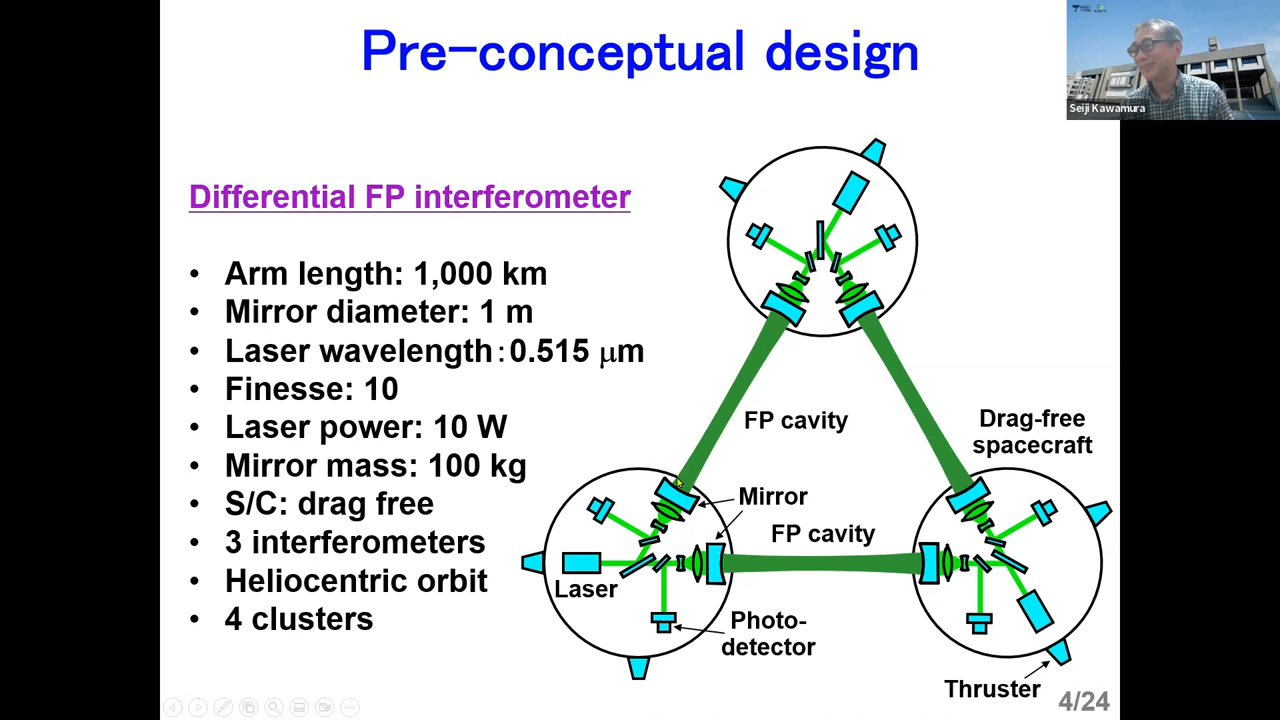 Pre-conceptual design
Seiji Kawamura
Differential FP interferometer
• Arm length: 1,000 km
• Mirror diameter: 1 m
• Laser wavelength:0.515 μm
• Finesse: 10
• Laser power: 10 W
• Mirror mass: 100 kg
• S/C: drag free
• 3 interferometers
• Heliocentric orbit
• 4 clusters
FP cavity
Drag-free
spacecraft
Mirror
FP cavity
Laser
Photo-
detector
Thruster
4/24